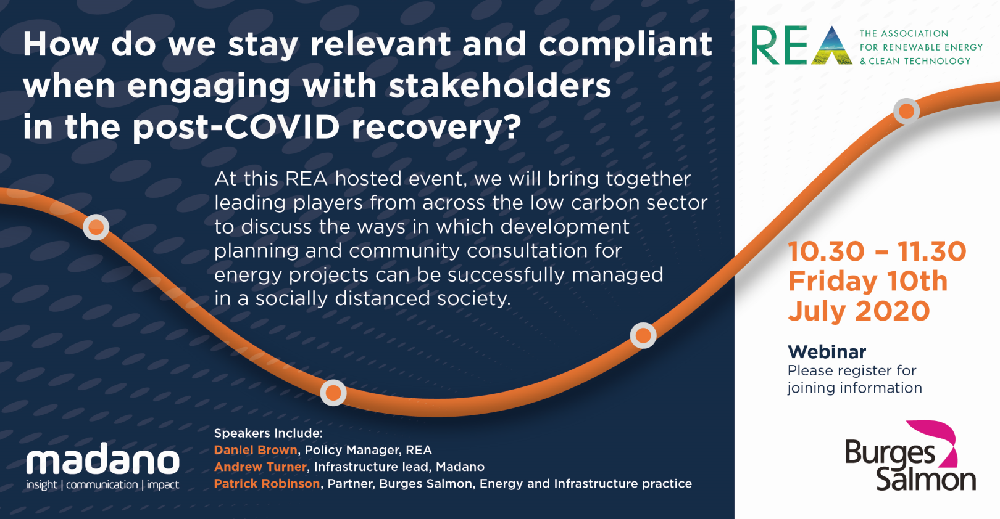 How do we stay relevant and compliant
when engaging with stakeholders
in the post-COVID recovery?
At this REA hosted event, we will bring together
leading players from across the low carbon sector
to discuss the ways in which development
planning and community consultation for
energy projects can be successfully managed
in a socially distanced society.
Speakers Include:
Daniel Brown, Policy Manager, REA
Andrew Turner, Infrastructure lead, Madano
Patrick Robinson, Partner, Burges Salmon, Energy and Infrastructure practice
madano
insight | communication | impact
REA
THE ASSOCIATION
FOR RENEWABLE ENERGY
& CLEAN TECHNOLOGY
10.30 – 11.30
Friday 10th
July 2020
Webinar
Please register for
joining information
Burges
Salmon